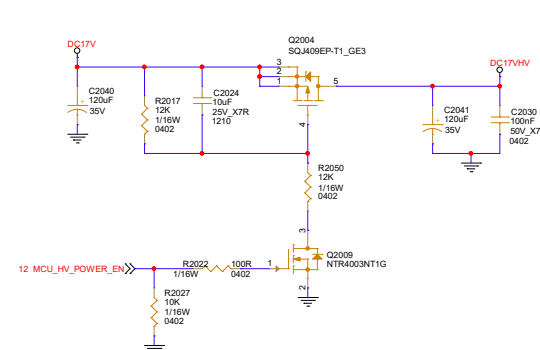 Q2004
SQJ409EP-T1_GE3
DC17V
DC17VHV
3
2
1
5
4
C2040
120uF
35V
R2017
12K
1/16W
0402
C2024
10uF
25V_X7R
1210
C2041
120uF
35V
C2030
100nF
50V_X7
0402
R2050
12K
1/16W
0402
3
Q2009
NTR4003NT1G
1
2
12 MCU_HV_POWER_EN
R2022 100R
1/16W 0402
R2027
10K
1/16W
0402